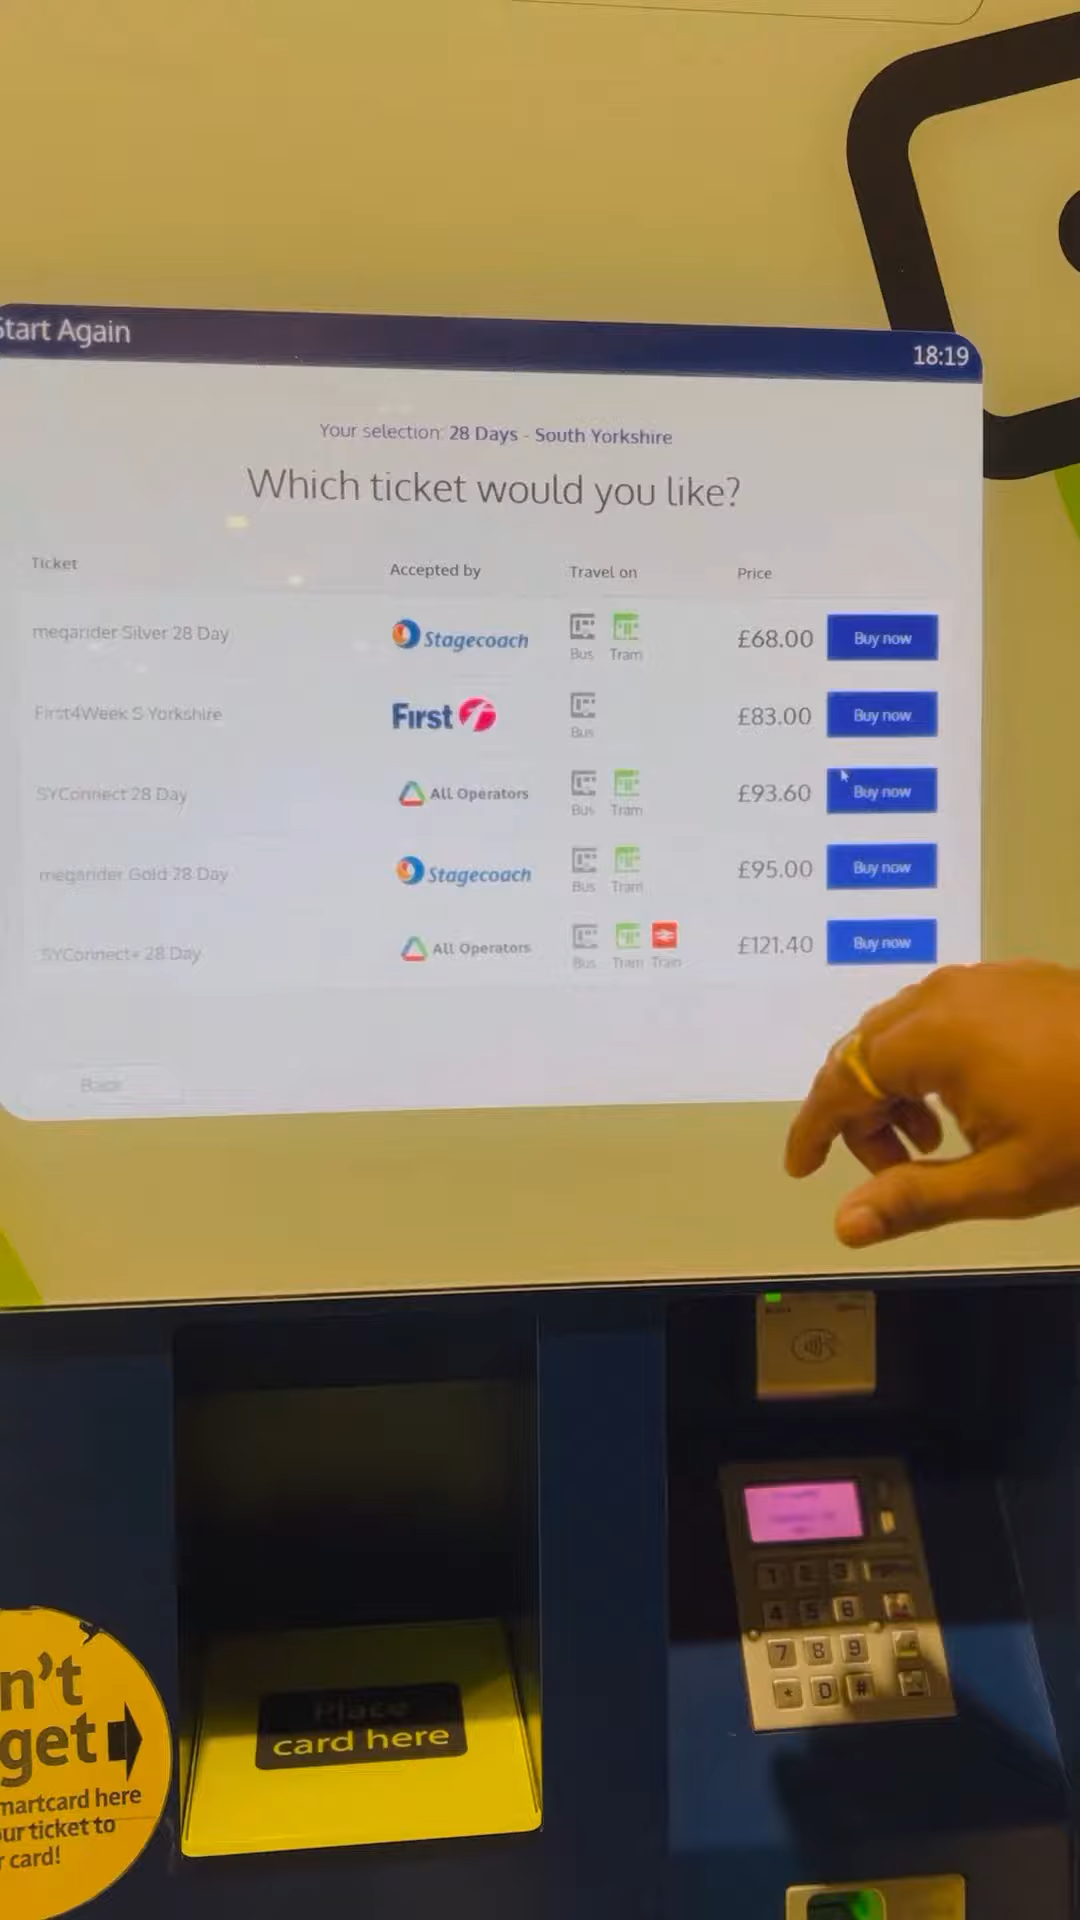 Start Again
18:19
Your selection: 28 Days - South Yorkshire
Which ticket would you like?
Ticket Accepted by Travel on Price
megarider Silver 28 Day Stagecoach Bus Tram £68.00 Buy now
First4Week S Yorkshire First Bus £83.00 Buy now
SYConnect 28 Day All Operators Bus Tram £93.60 Buy now
megarider Gold 28 Day Stagecoach Bus Tram £95.00 Buy now
SYConnect+ 28 Day All Operators Bus Tram Train £121.40 Buy now
Back
1 2 3
4 5 6
7 8 9
* 0 #
Place
card here
n't
get
martcard here
ur ticket to
r card!